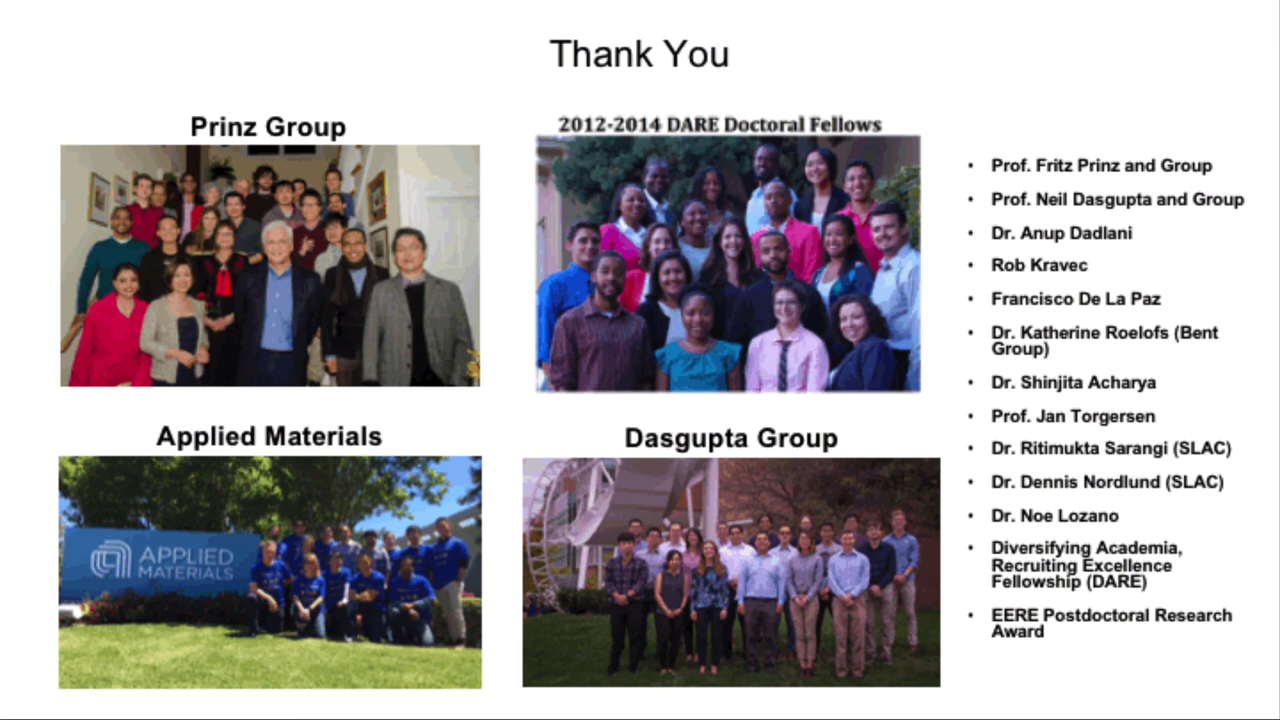 Thank You
Prinz Group
2012-2014 DARE Doctoral Fellows
Applied Materials
APPLIED
MATERIALS
Dasgupta Group
• Prof. Fritz Prinz and Group
• Prof. Neil Dasgupta and Group
• Dr. Anup Dadlani
• Rob Kravec
• Francisco De La Paz
• Dr. Katherine Roelofs (Bent
Group)
• Dr. Shinjita Acharya
• Prof. Jan Torgersen
• Dr. Ritimukta Sarangi (SLAC)
• Dr. Dennis Nordlund (SLAC)
• Dr. Noe Lozano
• Diversifying Academia,
Recruiting Excellence
Fellowship (DARE)
• EERE Postdoctoral Research
Award